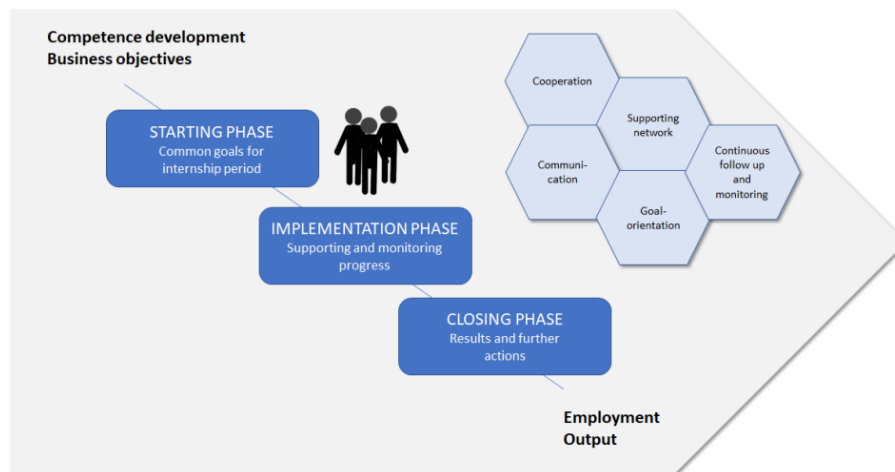 Competence development
Business objectives
STARTING PHASE
Common goals for
internship period
IMPLEMENTATION PHASE
Supporting and monitoring
progress
CLOSING PHASE
Results and further
actions
Employment
Output
Cooperation
Supporting
network
Communi-
cation
Continuous
follow up
and
monitoring
Goal-
orientation